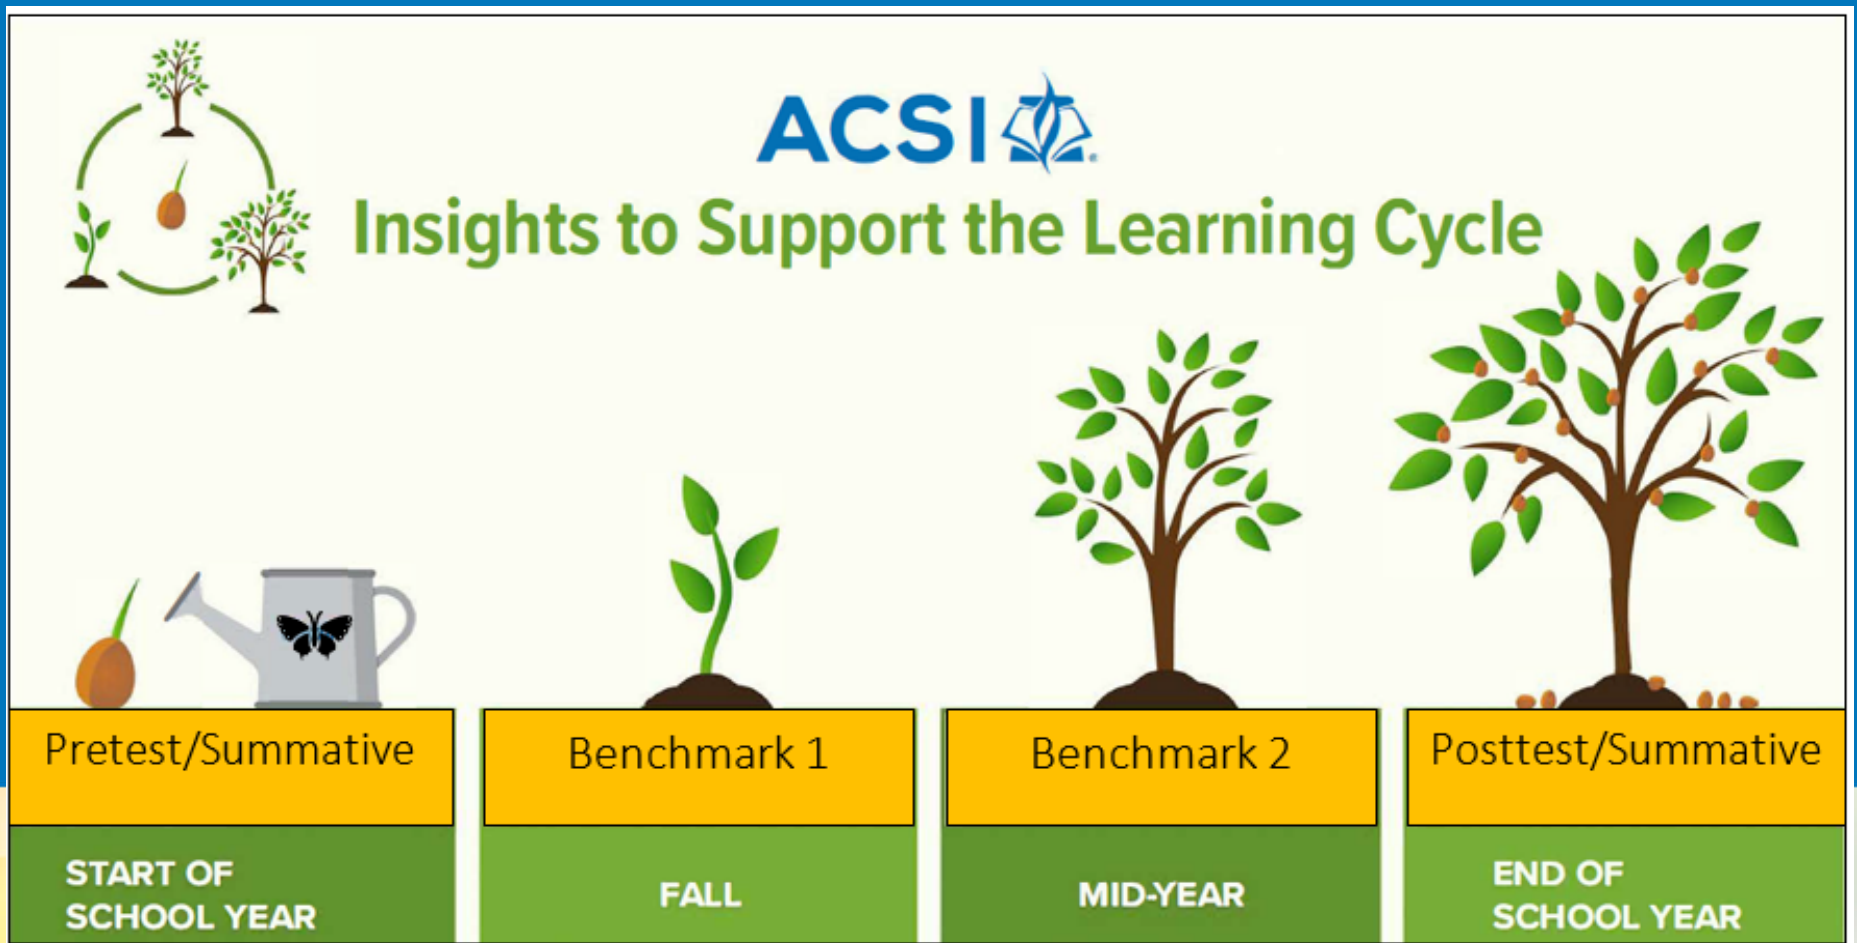 ACSI
Insights to Support the Learning Cycle
Pretest/Summative
Benchmark 1
Benchmark 2
Posttest/Summative
START OF
SCHOOL YEAR
FALL
MID-YEAR
END OF
SCHOOL YEAR